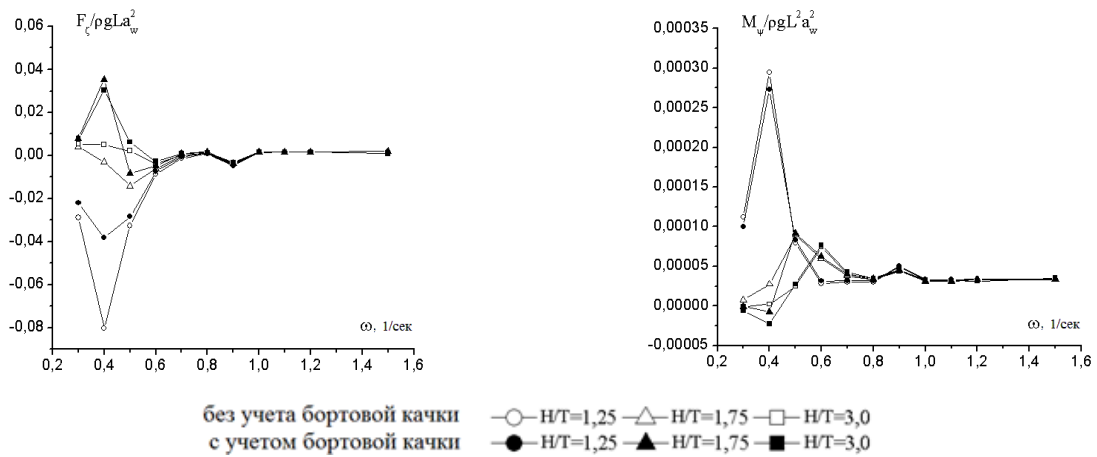 F_ζ/ρgLa_w^2
0,06
0,04
0,02
0,00
-0,02
-0,04
-0,06
-0,08
ω, 1/сек
0,2 0,4 0,6 0,8 1,0 1,2 1,4 1,6
M_ψ/ρgL^2a_w^2
0,00035
0,00030
0,00025
0,00020
0,00015
0,00010
0,00005
0,00000
-0,00005
ω, 1/сек
0,2 0,4 0,6 0,8 1,0 1,2 1,4 1,6
без учета бортовой качки H/T=1,25 H/T=1,75 H/T=3,0
с учетом бортовой качки H/T=1,25 H/T=1,75 H/T=3,0